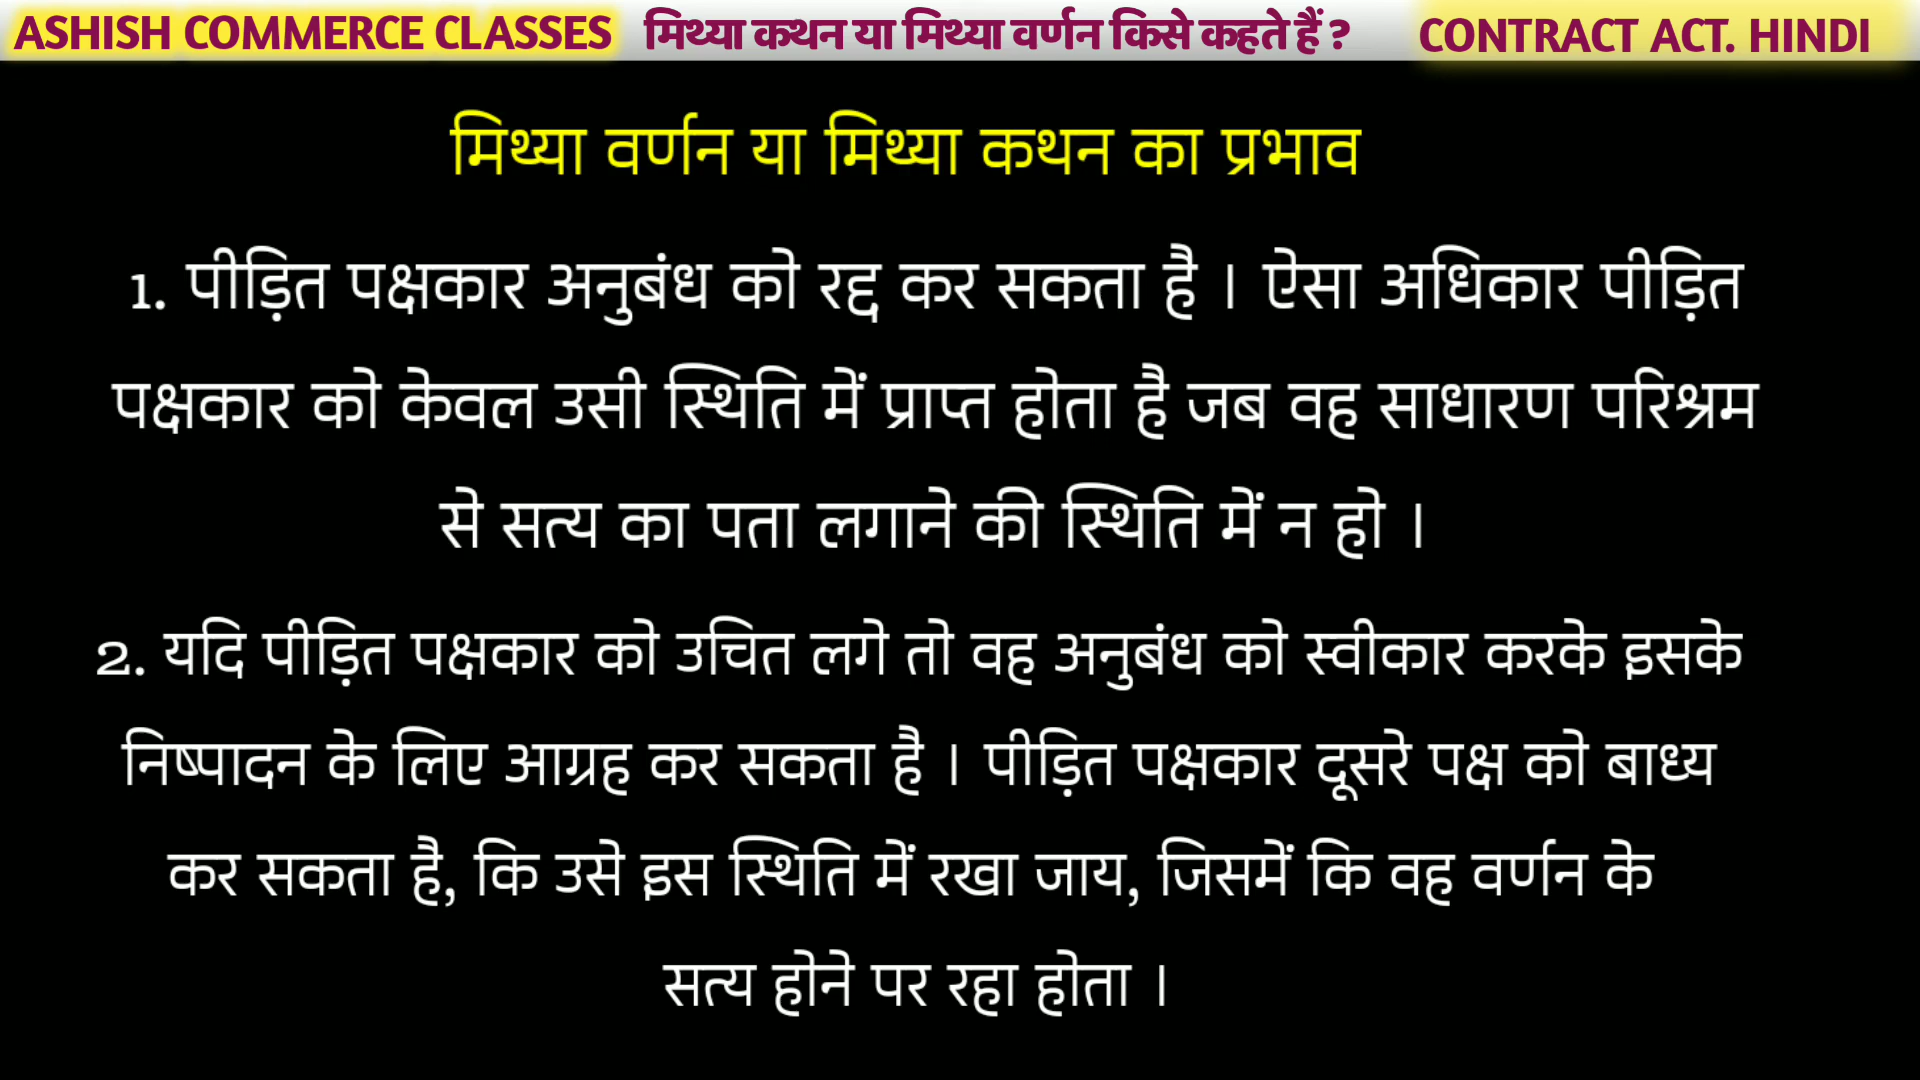 ASHISH COMMERCE CLASSES मिथ्या कथन या मिथ्या वर्णन किसे कहते हैं ? CONTRACT ACT. HINDI
मिथ्या वर्णन या मिथ्या कथन का प्रभाव
1. पीड़ित पक्षकार अनुबंध को रद्द कर सकता है । ऐसा अधिकार पीड़ित
पक्षकार को केवल उसी स्थिति में प्राप्त होता है जब वह साधारण परिश्रम
से सत्य का पता लगाने की स्थिति में न हो ।
2. यदि पीड़ित पक्षकार को उचित लगे तो वह अनुबंध को स्वीकार करके इसके
निष्पादन के लिए आग्रह कर सकता है । पीड़ित पक्षकार दूसरे पक्ष को बाध्य
कर सकता है, कि उसे इस स्थिति में रखा जाय, जिसमें कि वह वर्णन के
सत्य होने पर रहा होता ।